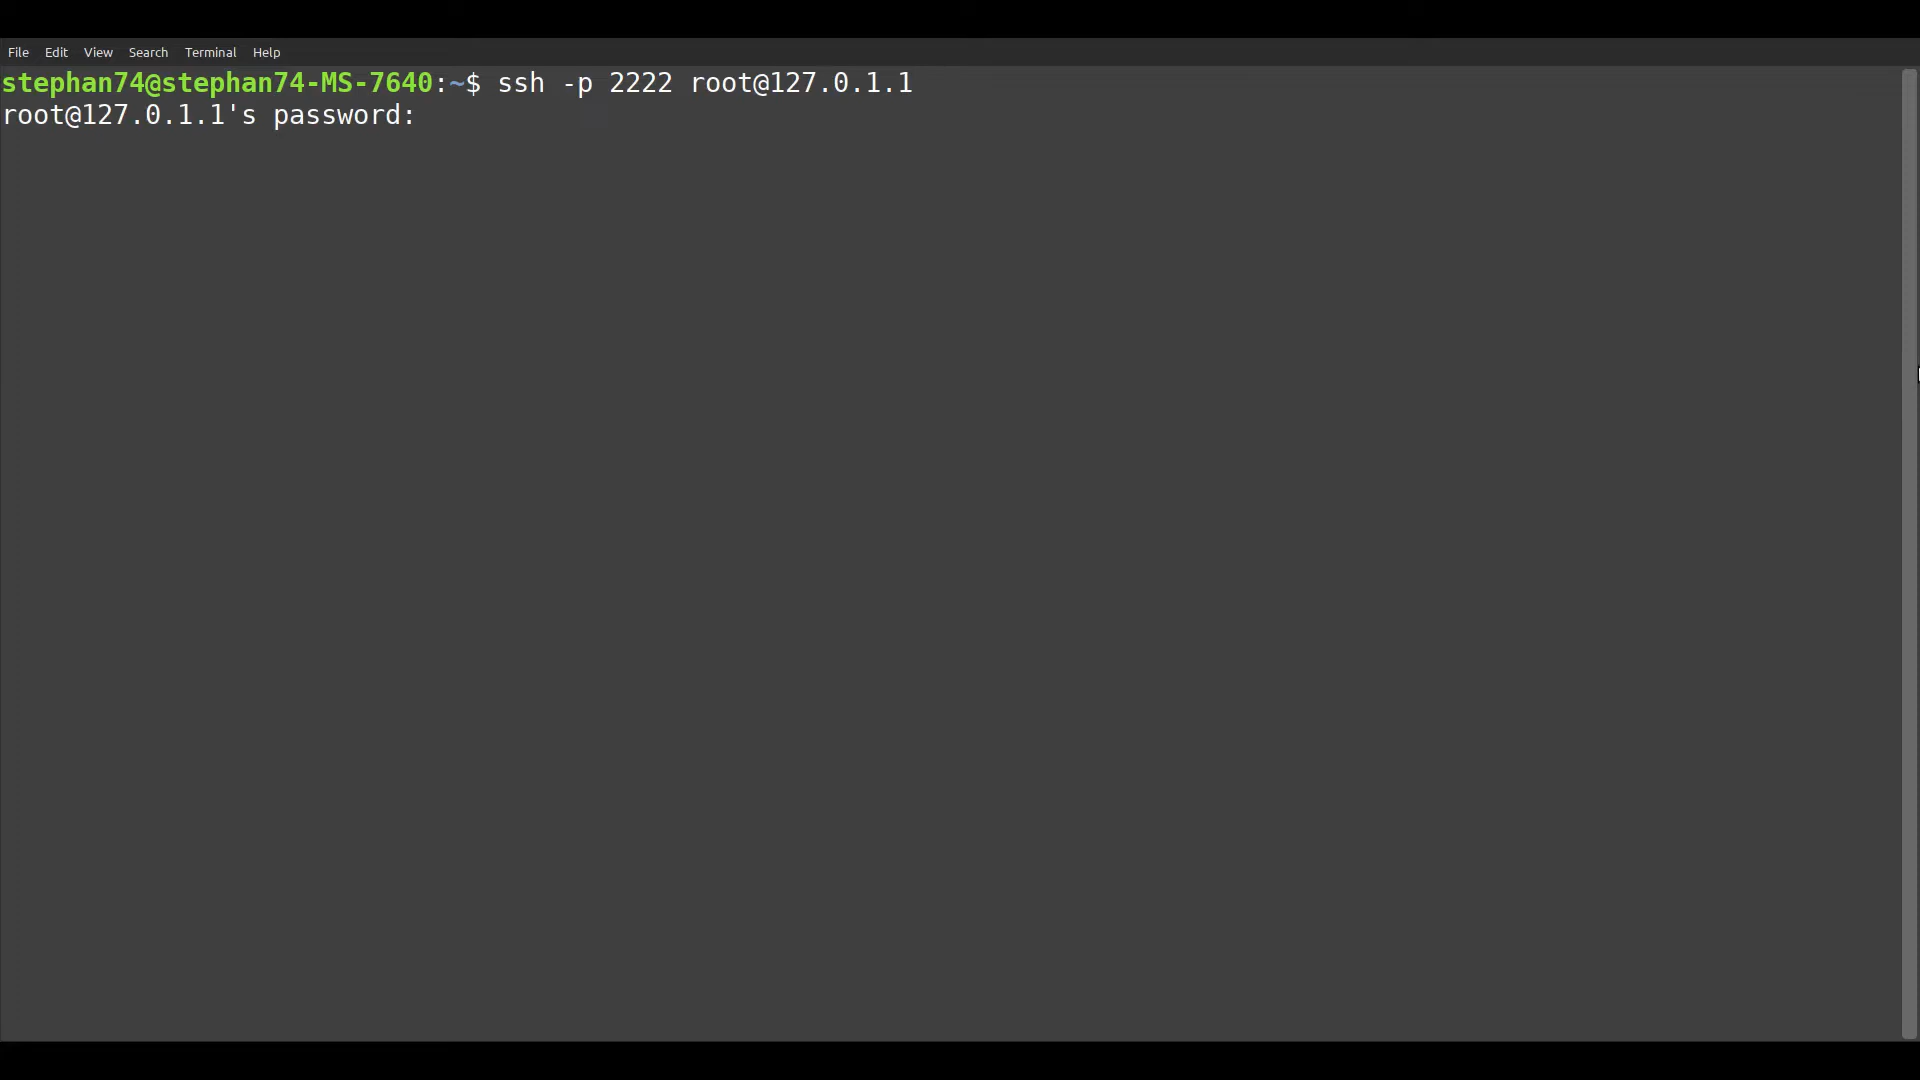 File Edit View Search Terminal Help
stephan74@stephan74-MS-7640:~$ ssh -p 2222 root@127.0.1.1
root@127.0.1.1's password: